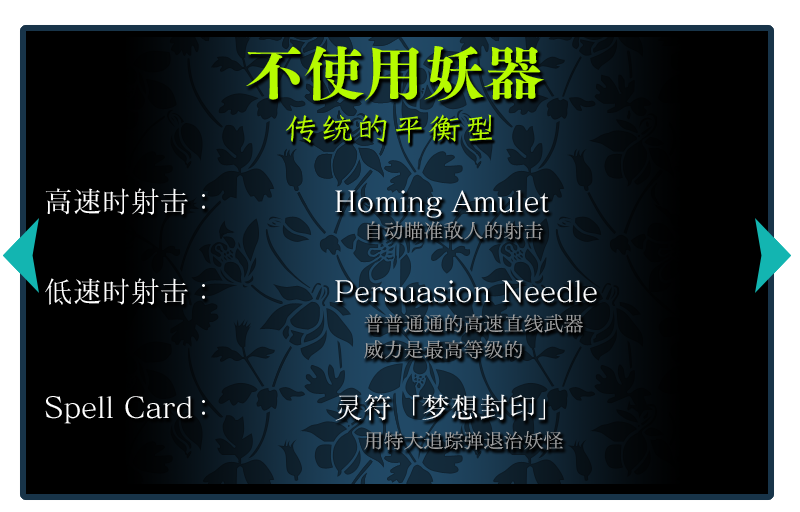 不使用妖器
传统的平衡型
高速时射击： Homing Amulet
自动瞄准敌人的射击
低速时射击： Persuasion Needle
普普通通的高速直线武器
威力是最高等级的
Spell Card： 灵符「梦想封印」
用特大追踪弹退治妖怪